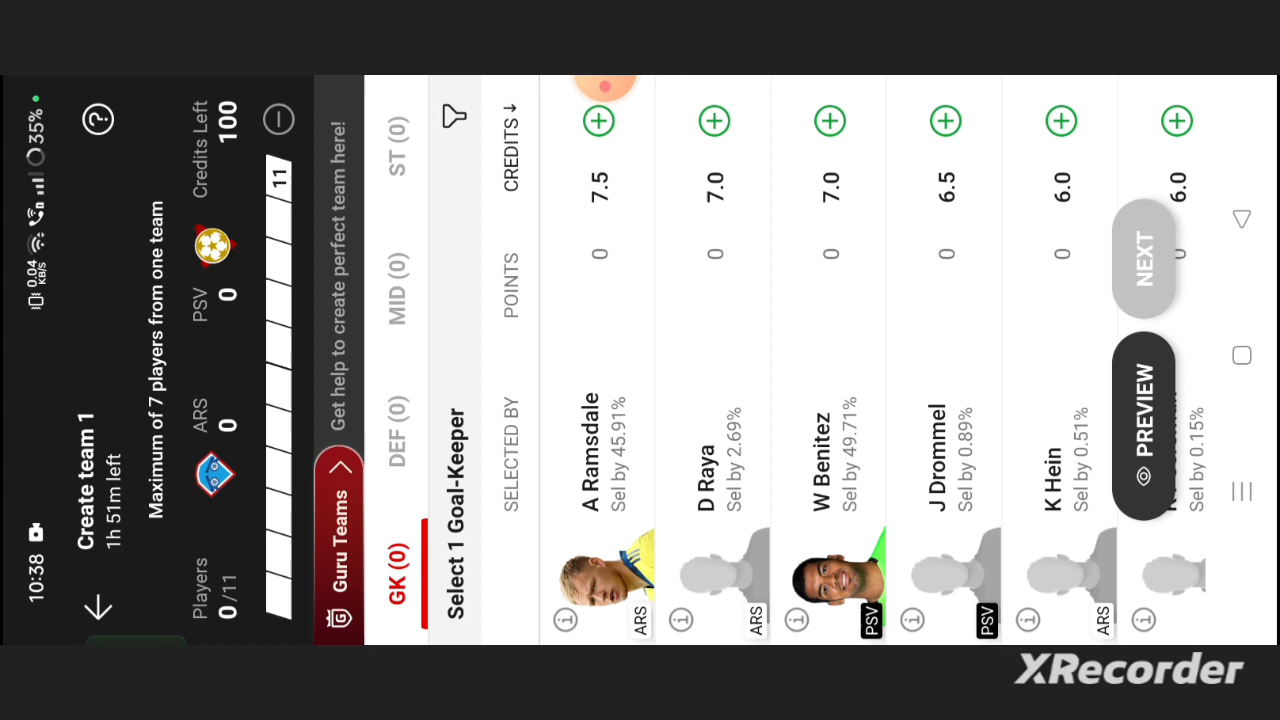 10:38
0.04
KB/S
35%
Create team 1
1h 51m left
Maximum of 7 players from one team
Players
ARS
PSV
Credits Left
0/11
0
0
100
11
Guru Teams
Get help to create perfect team here!
GK (0)
DEF (0)
MID (0)
ST (0)
Select 1 Goal-Keeper
SELECTED BY
POINTS
CREDITS
A Ramsdale
Sel by 45.91%
0
7.5
ARS
D Raya
Sel by 2.69%
0
7.0
ARS
W Benitez
Sel by 49.71%
0
7.0
PSV
J Drommel
Sel by 0.89%
0
6.5
PSV
K Hein
Sel by 0.51%
0
6.0
ARS
Sel by 0.15%
0
6.0
PREVIEW
NEXT
XRecorder